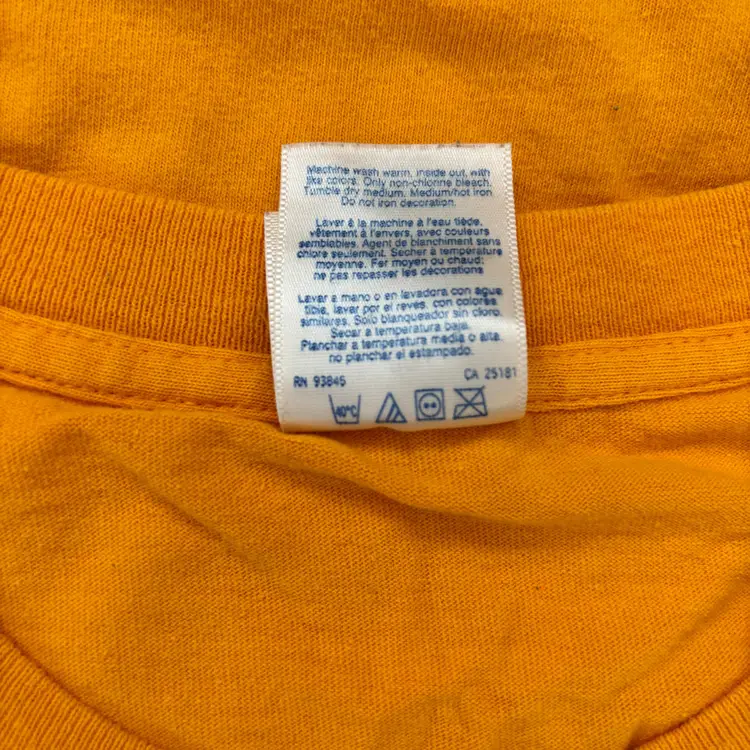 Machine wash warm, inside out, with
like colors. Only non-chlorine bleach.
Tumble dry medium. Medium/hot iron.
Do not iron decoration.
Laver à la machine à l'eau tiède,
vêtement à l'envers, avec couleurs
semblables. Agent de blanchiment sans
chlore seulement. Sécher à température
moyenne. Fer moyen ou chaud;
ne pas repasser les décorations
Lavar a mano o en lavadora con agua
tibia, lavar por el revés, con colores
similares. Solo blanqueador sin cloro.
Secar a temperatura baja.
Planchar a temperatura media o alta,
no planchar el estampado.
RN 93846 CA 25181
40°C